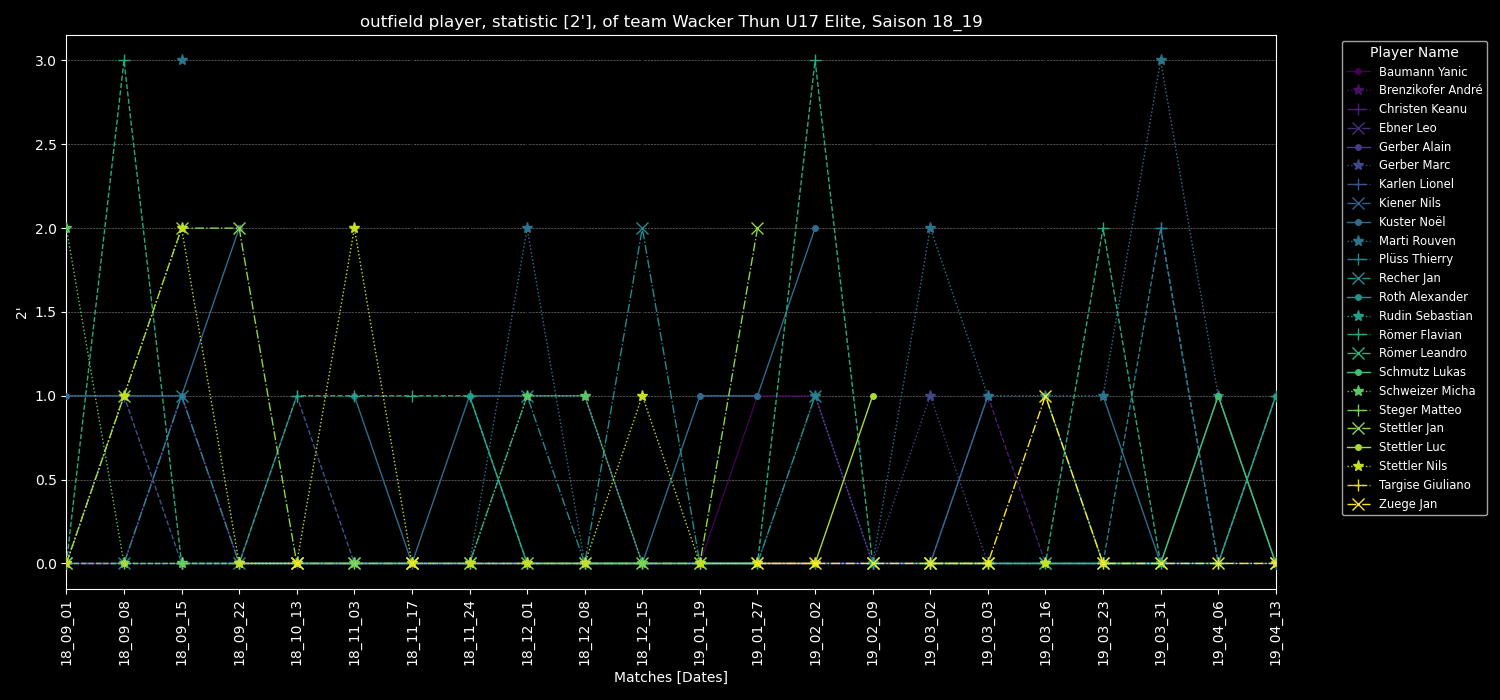 outfield player, statistic [2'], of team Wacker Thun U17 Elite, Saison 18_19
3.0
2.5
2.0
1.5
1.0
0.5
0.0
2'
18_09_01
18_09_08
18_09_15
18_09_22
18_10_13
18_11_03
18_11_17
18_11_24
18_12_01
18_12_08
18_12_15
19_01_19
19_01_27
19_02_02
19_02_09
19_03_02
19_03_03
19_03_16
19_03_23
19_03_31
19_04_06
19_04_13
Matches [Dates]
Player Name
Baumann Yanic
Brenzikofer André
Christen Keanu
Ebner Leo
Gerber Alain
Gerber Marc
Karlen Lionel
Kiener Nils
Kuster Noël
Marti Rouven
Plüss Thierry
Recher Jan
Roth Alexander
Rudin Sebastian
Römer Flavian
Römer Leandro
Schmutz Lukas
Schweizer Micha
Steger Matteo
Stettler Jan
Stettler Luc
Stettler Nils
Targise Giuliano
Zuege Jan